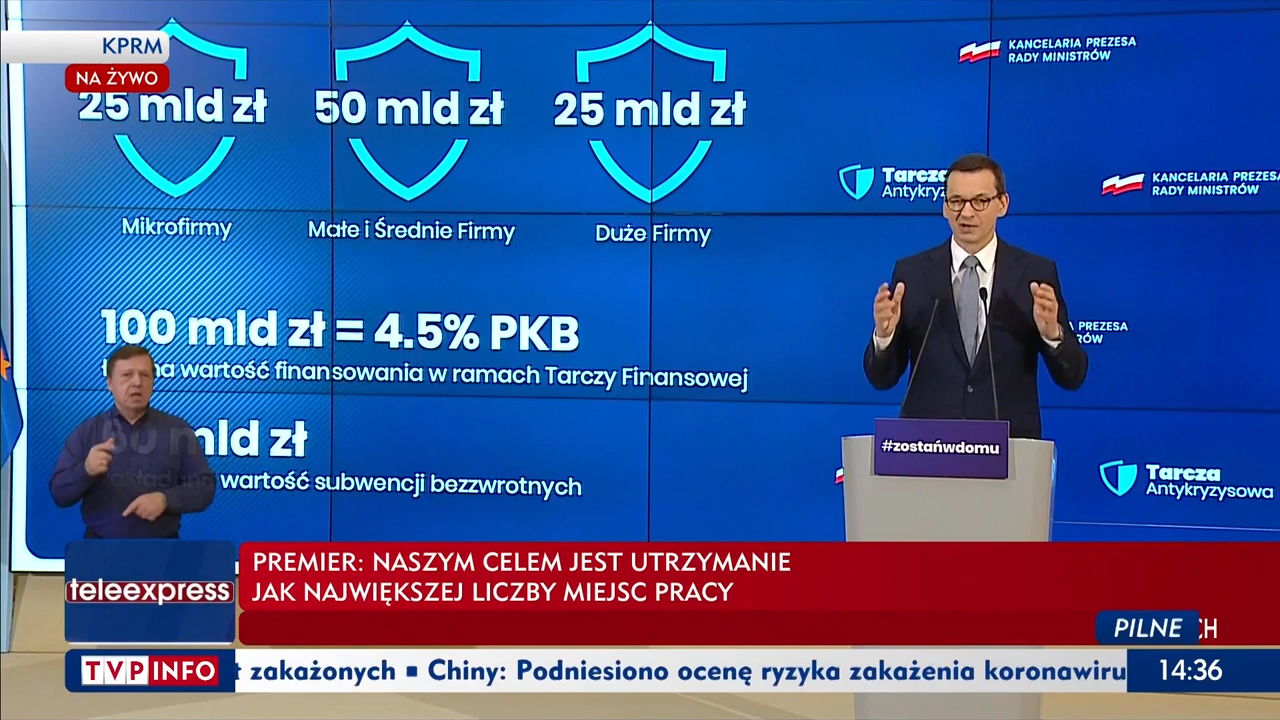 KPRM
NA ŻYWO
25 mld zł
50 mld zł
25 mld zł
Mikrofirmy
Małe i Średnie Firmy
Duże Firmy
100 mld zł = 4.5% PKB
wartość finansowania w ramach Tarczy Finansowej
mld zł
wartość subwencji bezzwrotnych
KANCELARIA PREZESA
RADY MINISTRÓW
Tarcza
KANCELARIA PREZESA
RADY MINISTRÓW
PREZESA
#zostańwdomu
Tarcza
Antykryzysowa
teleexpress
PREMIER: NASZYM CELEM JEST UTRZYMANIE
JAK NAJWIĘKSZEJ LICZBY MIEJSC PRACY
PILNE
TVP INFO
zakażonych ▪ Chiny: Podniesiono ocenę ryzyka zakażenia koronawiru
14:36